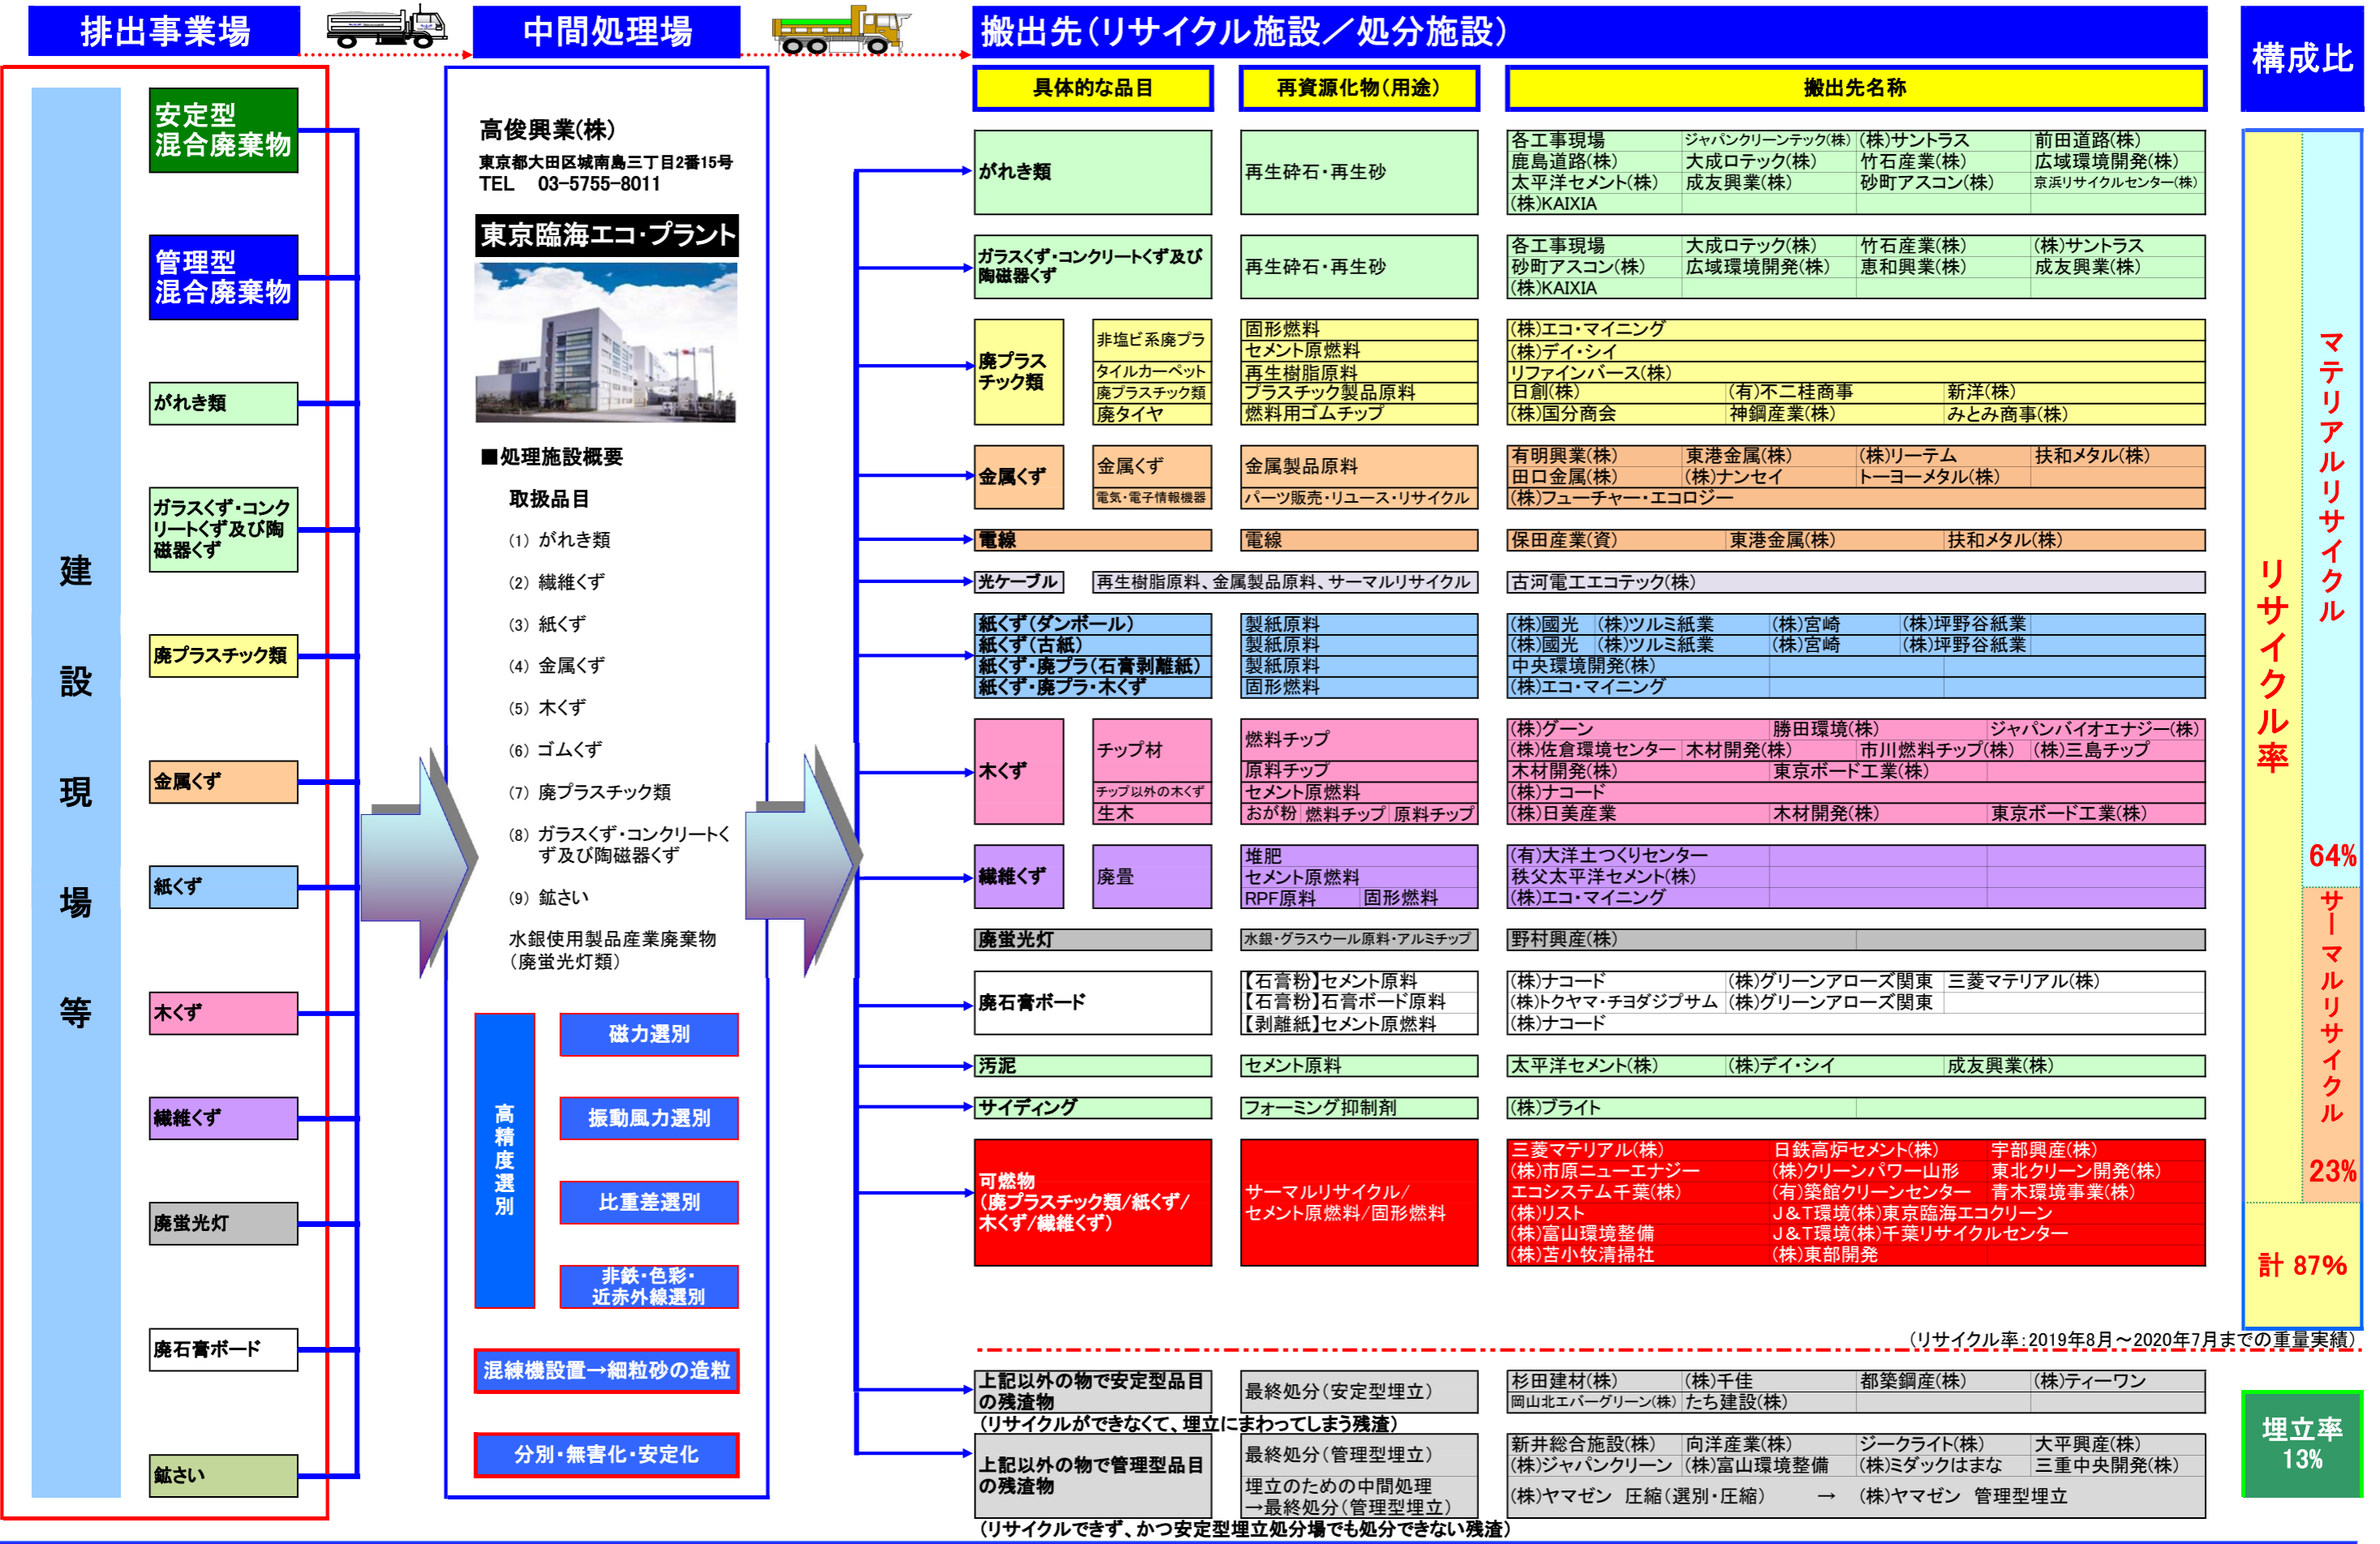 排出事業場
中間処理場
搬出先(リサイクル施設／処分施設)
構成比
建設現場等
安定型
混合廃棄物
管理型
混合廃棄物
がれき類
ガラスくず・コンク
リートくず及び陶
磁器くず
廃プラスチック類
金属くず
紙くず
木くず
繊維くず
廃蛍光灯
廃石膏ボード
鉱さい
高俊興業(株)
東京都大田区城南島三丁目2番15号
TEL 03-5755-8011
東京臨海エコ・プラント
■処理施設概要
取扱品目
(1) がれき類
(2) 繊維くず
(3) 紙くず
(4) 金属くず
(5) 木くず
(6) ゴムくず
(7) 廃プラスチック類
(8) ガラスくず・コンクリートく
ず及び陶磁器くず
(9) 鉱さい
水銀使用製品産業廃棄物
(廃蛍光灯類)
高精度選別
磁力選別
振動風力選別
比重差選別
非鉄・色彩・
近赤外線選別
混練機設置→細粒砂の造粒
分別・無害化・安定化
具体的な品目 再資源化物(用途) 搬出先名称
がれき類
再生砕石・再生砂
各工事現場 ジャパンクリーンテック(株) (株)サントラス 前田道路(株)
鹿島道路(株) 大成ロテック(株) 竹石産業(株) 広域環境開発(株)
太平洋セメント(株) 成友興業(株) 砂町アスコン(株) 京浜リサイクルセンター(株)
(株)KAIXIA
ガラスくず・コンクリートくず及び
陶磁器くず
再生砕石・再生砂
各工事現場 大成ロテック(株) 竹石産業(株) (株)サントラス
砂町アスコン(株) 広域環境開発(株) 恵和興業(株) 成友興業(株)
(株)KAIXIA
廃プラス
チック類
非塩ビ系廃プラ
固形燃料 (株)エコ・マイニング
セメント原燃料 (株)デイ・シイ
タイルカーペット 再生樹脂原料 リファインバース(株)
廃プラスチック類 プラスチック製品原料 日創(株) (有)不二桂商事 新洋(株)
廃タイヤ 燃料用ゴムチップ (株)国分商会 神鋼産業(株) みとみ商事(株)
金属くず
金属くず 金属製品原料
有明興業(株) 東港金属(株) (株)リーテム 扶和メタル(株)
田口金属(株) (株)ナンセイ トーヨーメタル(株)
電気・電子情報機器 パーツ販売・リユース・リサイクル (株)フューチャー・エコロジー
電線 電線 保田産業(資) 東港金属(株) 扶和メタル(株)
光ケーブル 再生樹脂原料、金属製品原料、サーマルリサイクル 古河電工エコテック(株)
紙くず(ダンボール) 製紙原料 (株)國光 (株)ツルミ紙業 (株)宮崎 (株)坪野谷紙業
紙くず(古紙) 製紙原料 (株)國光 (株)ツルミ紙業 (株)宮崎 (株)坪野谷紙業
紙くず・廃プラ(石膏剥離紙) 製紙原料 中央環境開発(株)
紙くず・廃プラ・木くず 固形燃料 (株)エコ・マイニング
木くず
チップ材
燃料チップ
(株)グーン 勝田環境(株) ジャパンバイオエナジー(株)
(株)佐倉環境センター 木材開発(株) 市川燃料チップ(株) (株)三島チップ
原料チップ 木材開発(株) 東京ボード工業(株)
チップ以外の木くず セメント原燃料 (株)ナコード
生木 おが粉 燃料チップ 原料チップ (株)日美産業 木材開発(株) 東京ボード工業(株)
繊維くず
廃畳
堆肥 (有)大洋土つくりセンター
セメント原燃料 秩父太平洋セメント(株)
RPF原料 固形燃料 (株)エコ・マイニング
廃蛍光灯 水銀・グラスウール原料・アルミチップ 野村興産(株)
廃石膏ボード
【石膏粉】セメント原料 (株)ナコード (株)グリーンアローズ関東 三菱マテリアル(株)
【石膏粉】石膏ボード原料 (株)トクヤマ・チヨダジプサム (株)グリーンアローズ関東
【剥離紙】セメント原燃料 (株)ナコード
汚泥 セメント原料 太平洋セメント(株) (株)デイ・シイ 成友興業(株)
サイディング フォーミング抑制剤 (株)ブライト
可燃物
(廃プラスチック類/紙くず/
木くず/繊維くず)
サーマルリサイクル/
セメント原燃料/固形燃料
三菱マテリアル(株) 日鉄高炉セメント(株) 宇部興産(株)
(株)市原ニューエナジー (株)クリーンパワー山形 東北クリーン開発(株)
エコシステム千葉(株) (有)築館クリーンセンター 青木環境事業(株)
(株)リスト J&T環境(株)東京臨海エコクリーン
(株)富山環境整備 J&T環境(株)千葉リサイクルセンター
(株)苫小牧清掃社 (株)東部開発
(リサイクル率:2019年8月～2020年7月までの重量実績)
上記以外の物で安定型品目
の残渣物
最終処分(安定型埋立)
杉田建材(株) (株)千佳 都築鋼産(株) (株)ティーワン
岡山北エバーグリーン(株) たち建設(株)
(リサイクルができなくて、埋立にまわってしまう残渣)
上記以外の物で管理型品目
の残渣物
最終処分(管理型埋立)
埋立のための中間処理
→最終処分(管理型埋立)
新井総合施設(株) 向洋産業(株) ジークライト(株) 大平興産(株)
(株)ジャパンクリーン (株)富山環境整備 (株)ミダックはまな 三重中央開発(株)
(株)ヤマゼン 圧縮(選別・圧縮) → (株)ヤマゼン 管理型埋立
(リサイクルできず、かつ安定型埋立処分場でも処分できない残渣)
リサイクル率
マテリアルリサイクル
64%
サーマルリサイクル
23%
計 87%
埋立率
13%